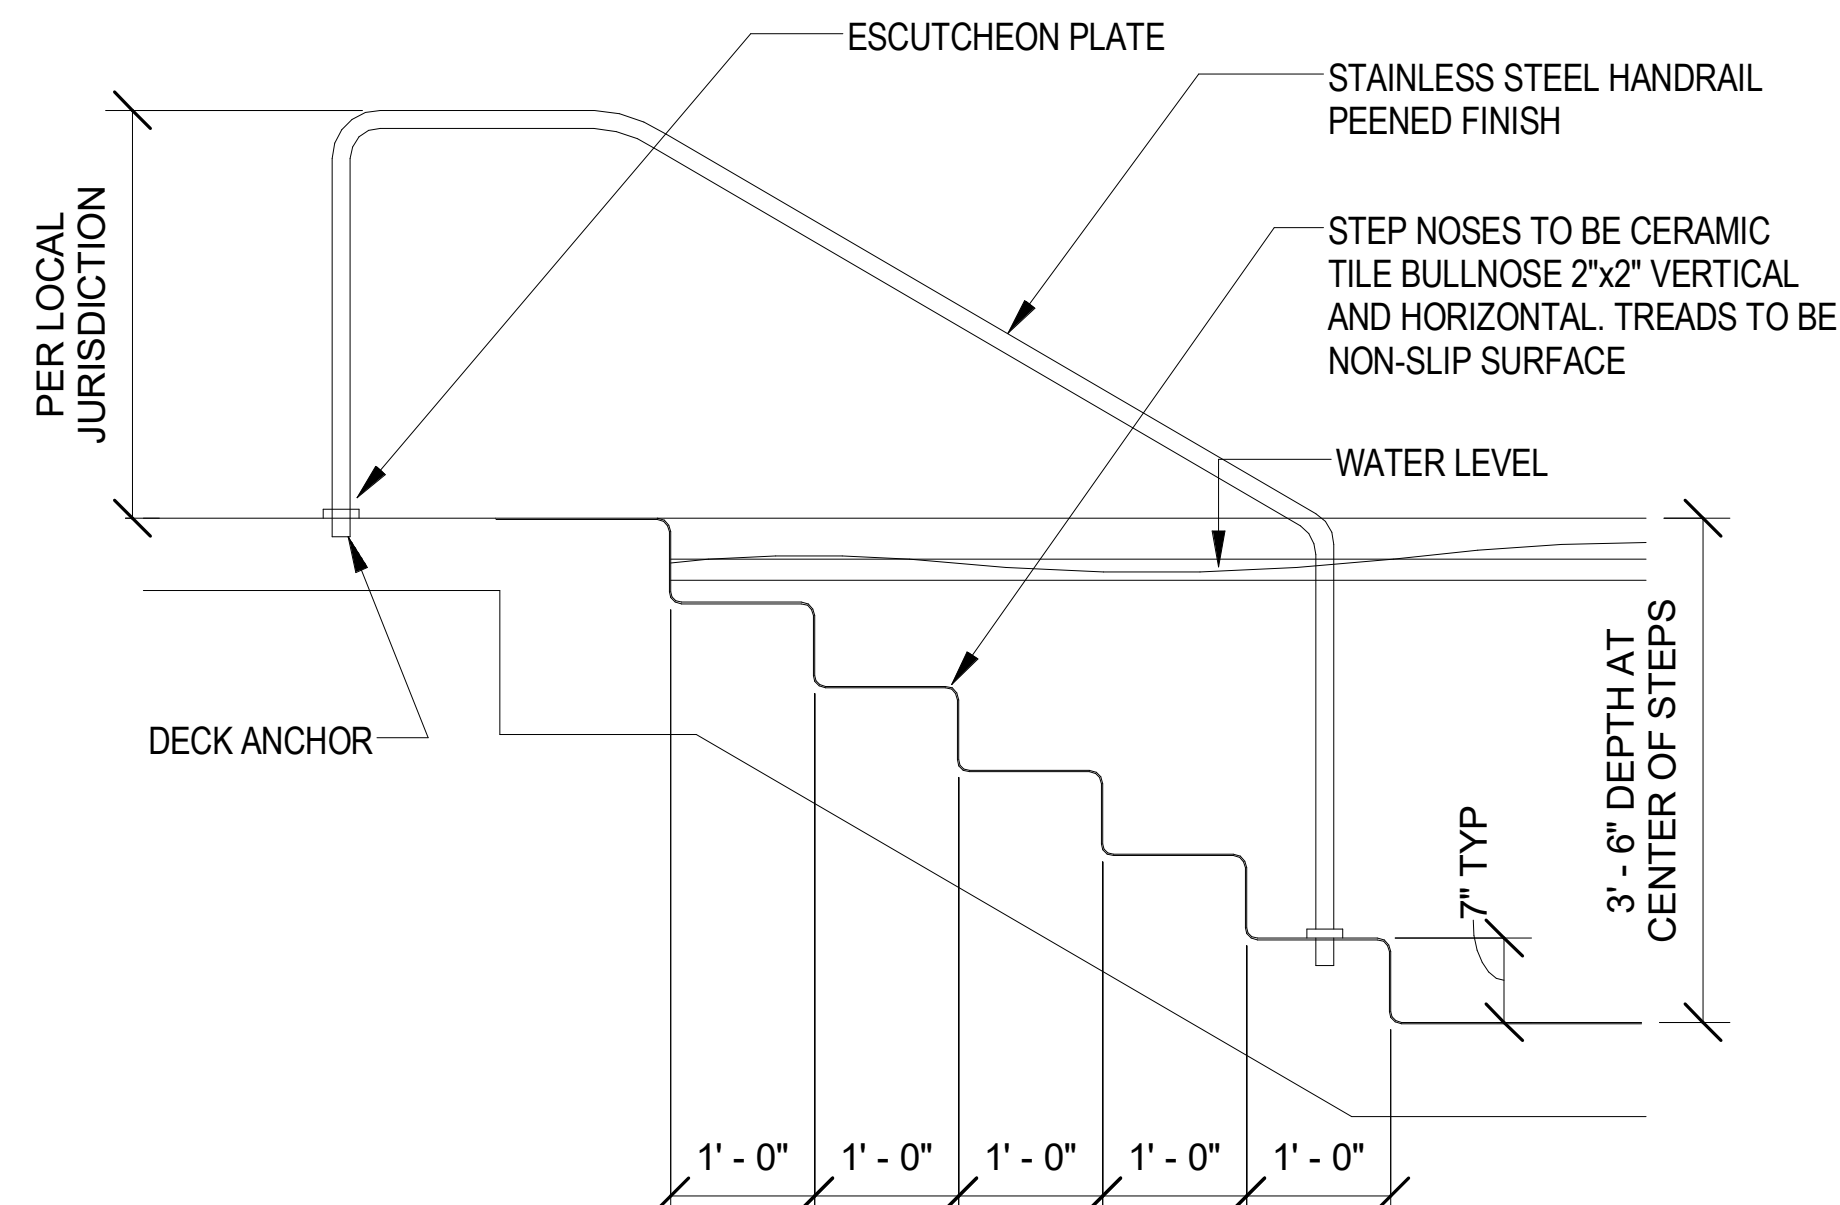 ESCUTCHEON PLATE
STAINLESS STEEL HANDRAIL
PEENED FINISH
PER LOCAL
JURISDICTION
STEP NOSES TO BE CERAMIC
TILE BULLNOSE 2"x2" VERTICAL
AND HORIZONTAL. TREADS TO BE
NON-SLIP SURFACE
WATER LEVEL
DECK ANCHOR
7" TYP
3' - 6" DEPTH AT
CENTER OF STEPS
1' - 0"
1' - 0"
1' - 0"
1' - 0"
1' - 0"